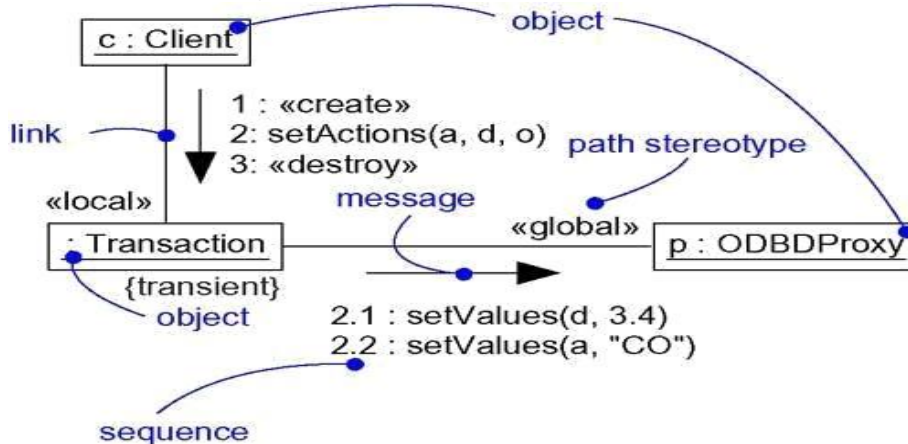 object
c : Client
1 : «create»
link
2: setActions(a, d, o)
path stereotype
3: «destroy»
message
«local»
«global»
: Transaction
p : ODBDProxy
{transient}
object
2.1 : setValues(d, 3.4)
2.2 : setValues(a, "CO")
sequence